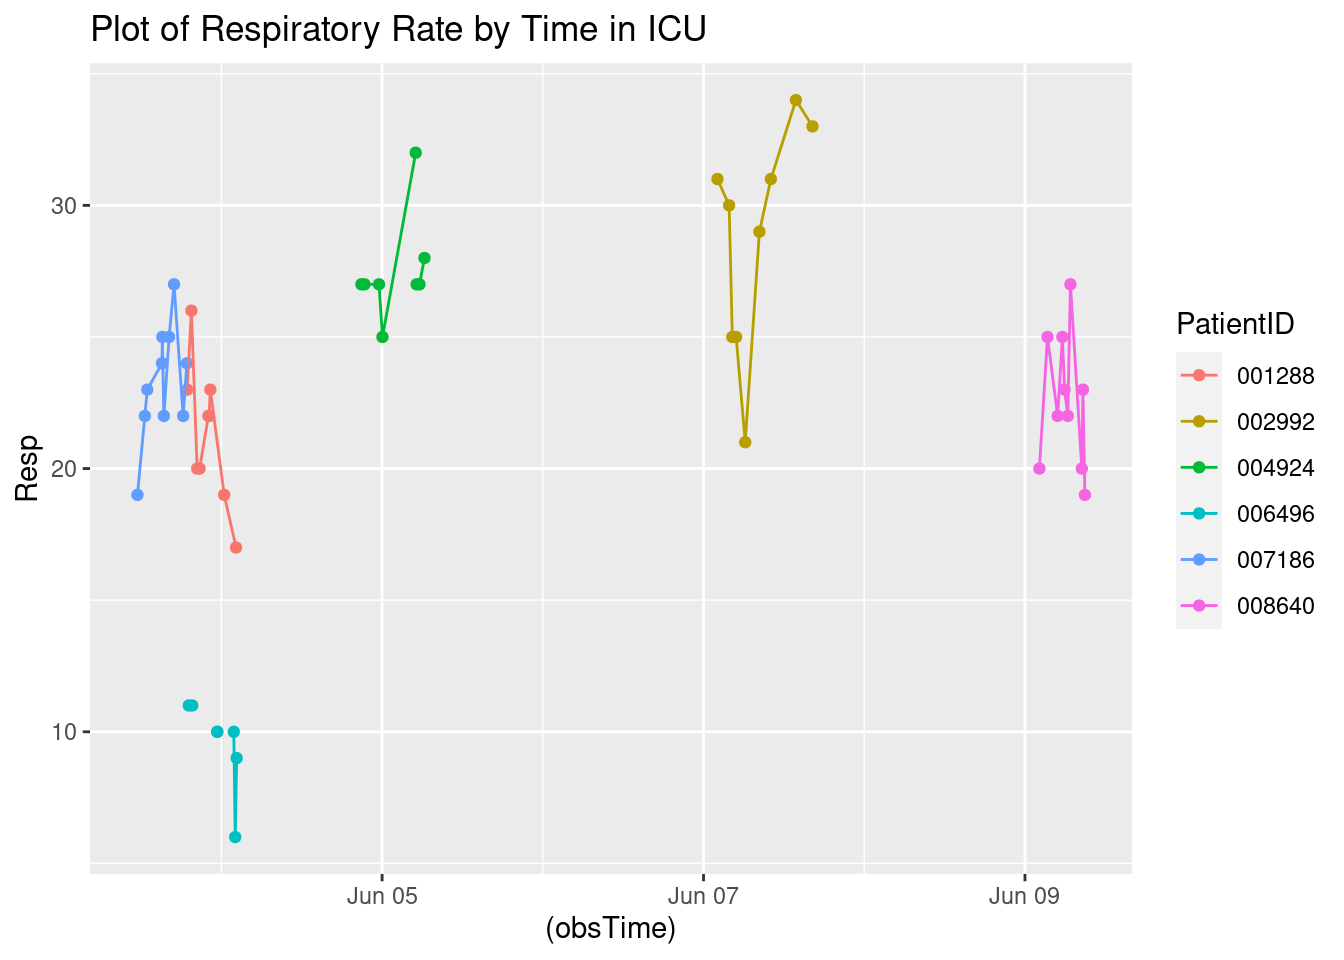 Plot of Respiratory Rate by Time in ICU
30
20
10
Resp
Jun 05
Jun 07
Jun 09
(obsTime)
PatientID
001288
002992
004924
006496
007186
008640